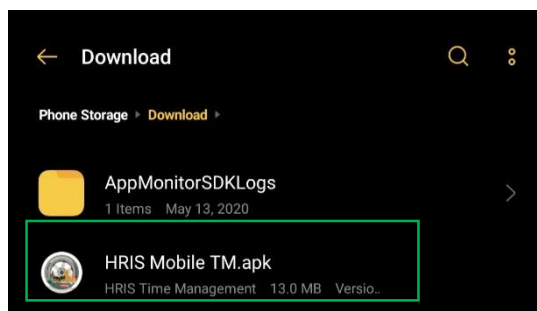 Download
Phone Storage Download
AppMonitorSDKLogs
1 Items May 13, 2020
HRIS Mobile TM.apk
HRIS Time Management 13.0 MB Versio..